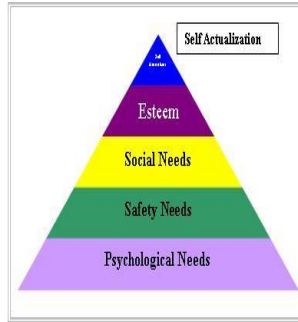 Self Actualization
Esteem
Social Needs
Safety Needs
Psychological Needs